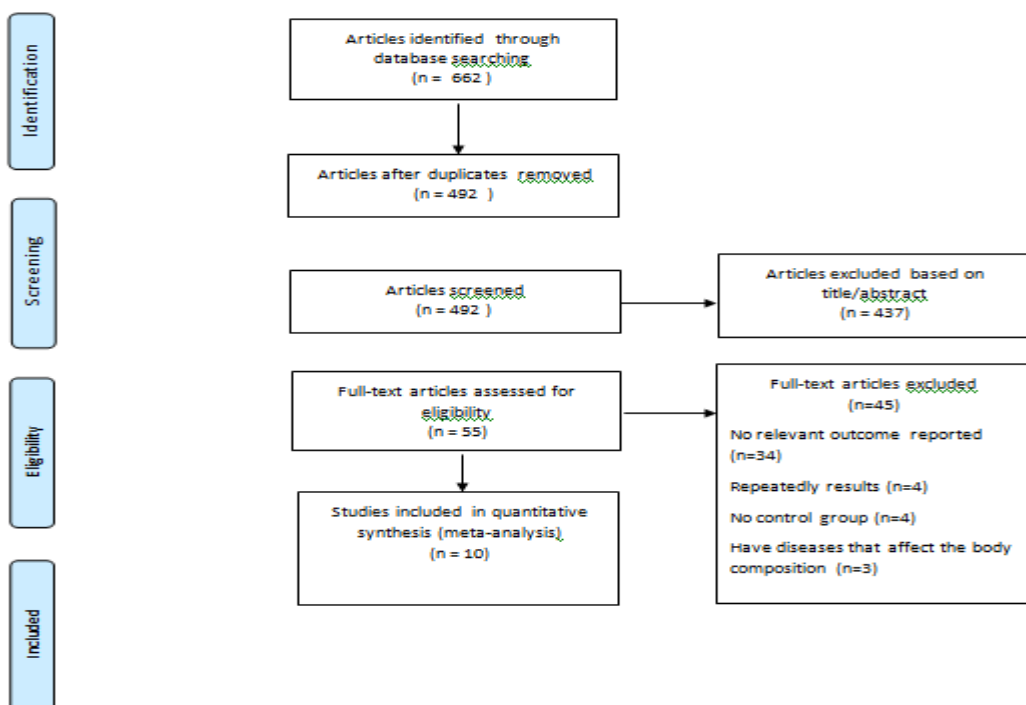 Identification
Articles identified through
database searching
(n = 662 )
Articles after duplicates removed
(n = 492 )
Screening
Articles screened
(n = 492 )
Articles excluded based on
title/abstract
(n = 437)
Eligibility
Full-text articles assessed for
eligibility
(n = 55)
Full-text articles excluded
(n=45)
No relevant outcome reported
(n=34)
Repeatedly results (n=4)
No control group (n=4)
Have diseases that affect the body
composition (n=3)
Included
Studies included in quantitative
synthesis (meta-analysis)
(n = 10)